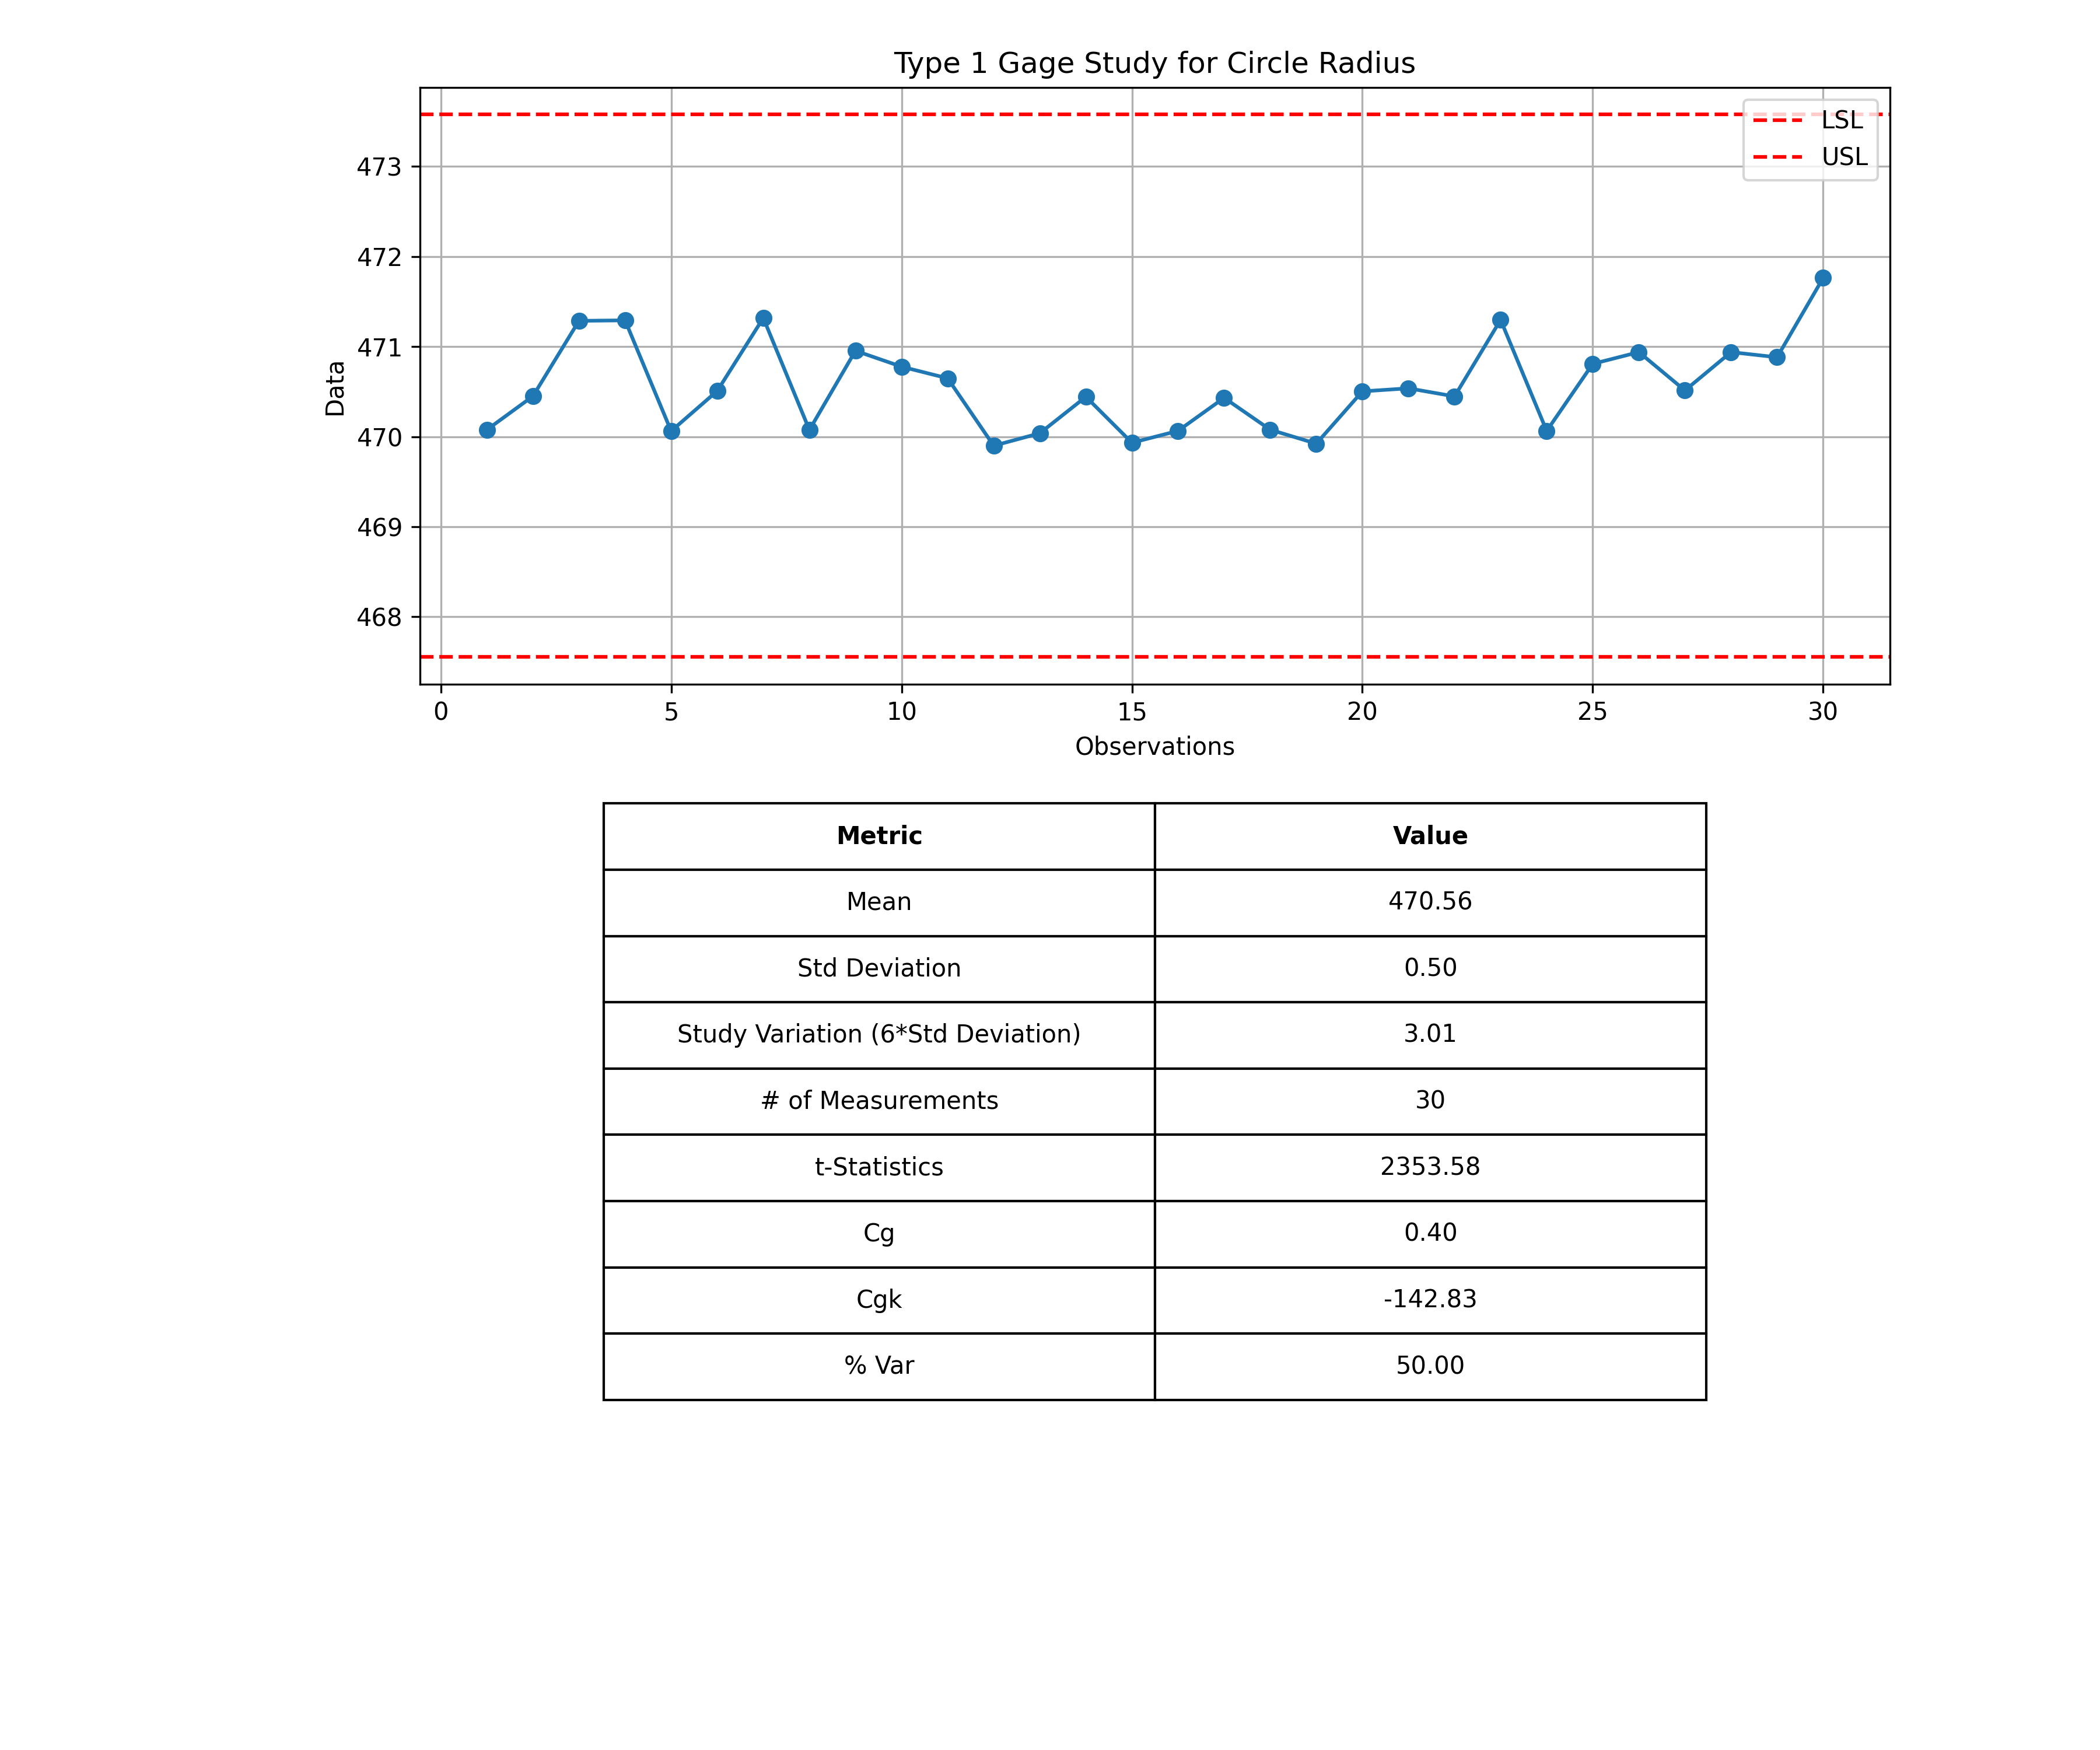 Type 1 Gage Study for Circle Radius
LSL
USL
473
472
471
470
469
468
Data
0 5 10 15 20 25 30
Observations
Metric Value
Mean 470.56
Std Deviation 0.50
Study Variation (6*Std Deviation) 3.01
# of Measurements 30
t-Statistics 2353.58
Cg 0.40
Cgk -142.83
% Var 50.00